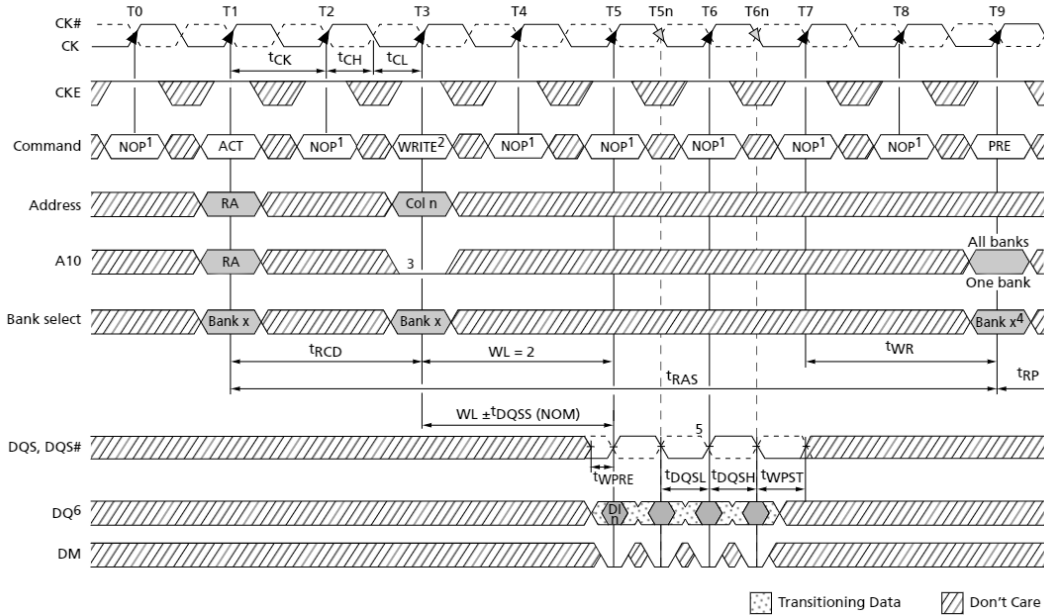 T0 T1 T2 T3 T4 T5 T5n T6 T6n T7 T8 T9
CK#
CK
tCK tCH tCL
CKE
Command NOP1 ACT NOP1 WRITE2 NOP1 NOP1 NOP1 NOP1 NOP1 PRE
Address RA Col n
All banks
A10 RA 3
One bank
Bank select Bank x Bank x Bank x4
tRCD WL = 2 tWR
tRAS tRP
WL ±tDQSS (NOM)
5
DQS, DQS#
tWPRE tDQSL tDQSH tWPST
DQ6 DI
n
DM
Transitioning Data Don't Care